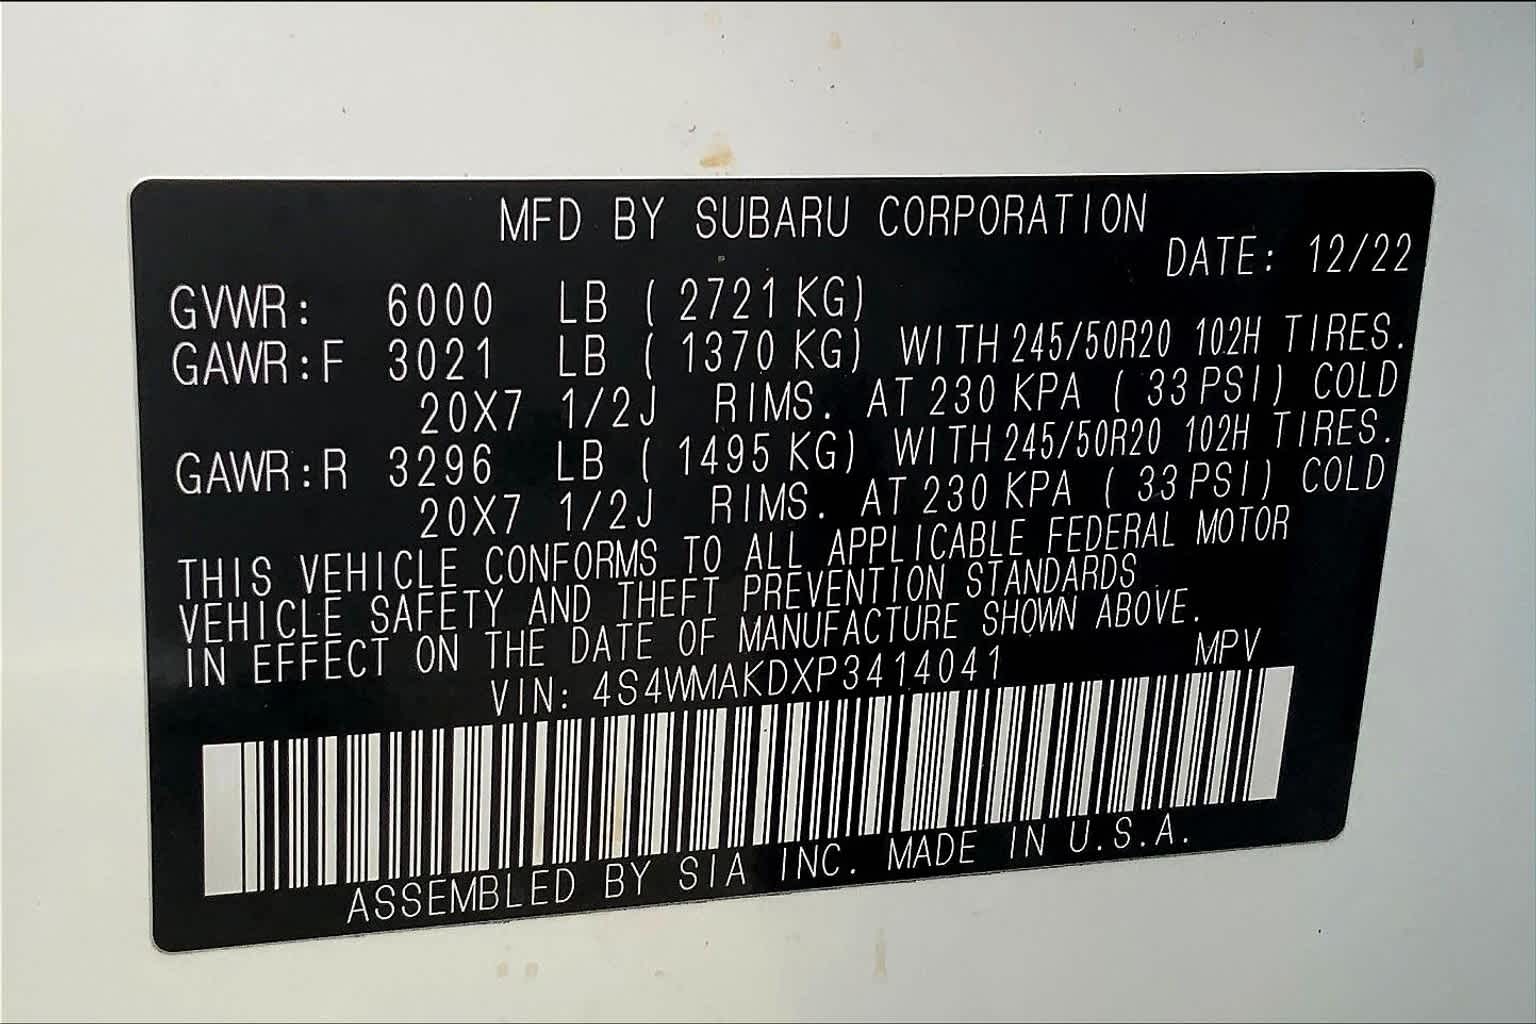 MFD BY SUBARU CORPORATION
DATE: 12/22
GVWR: 6000 LB ( 2721 KG)
GAWR:F 3021 LB ( 1370 KG) WITH 245/50R20 102H TIRES.
20X7 1/2J RIMS. AT 230 KPA ( 33 PSI) COLD
GAWR:R 3296 LB ( 1495 KG) WITH 245/50R20 102H TIRES.
20X7 1/2J RIMS. AT 230 KPA ( 33 PSI) COLD
THIS VEHICLE CONFORMS TO ALL APPLICABLE FEDERAL MOTOR
VEHICLE SAFETY AND THEFT PREVENTION STANDARDS
IN EFFECT ON THE DATE OF MANUFACTURE SHOWN ABOVE.
VIN: 4S4WMAKDXP3414041 MPV
ASSEMBLED BY SIA INC. MADE IN U.S.A.